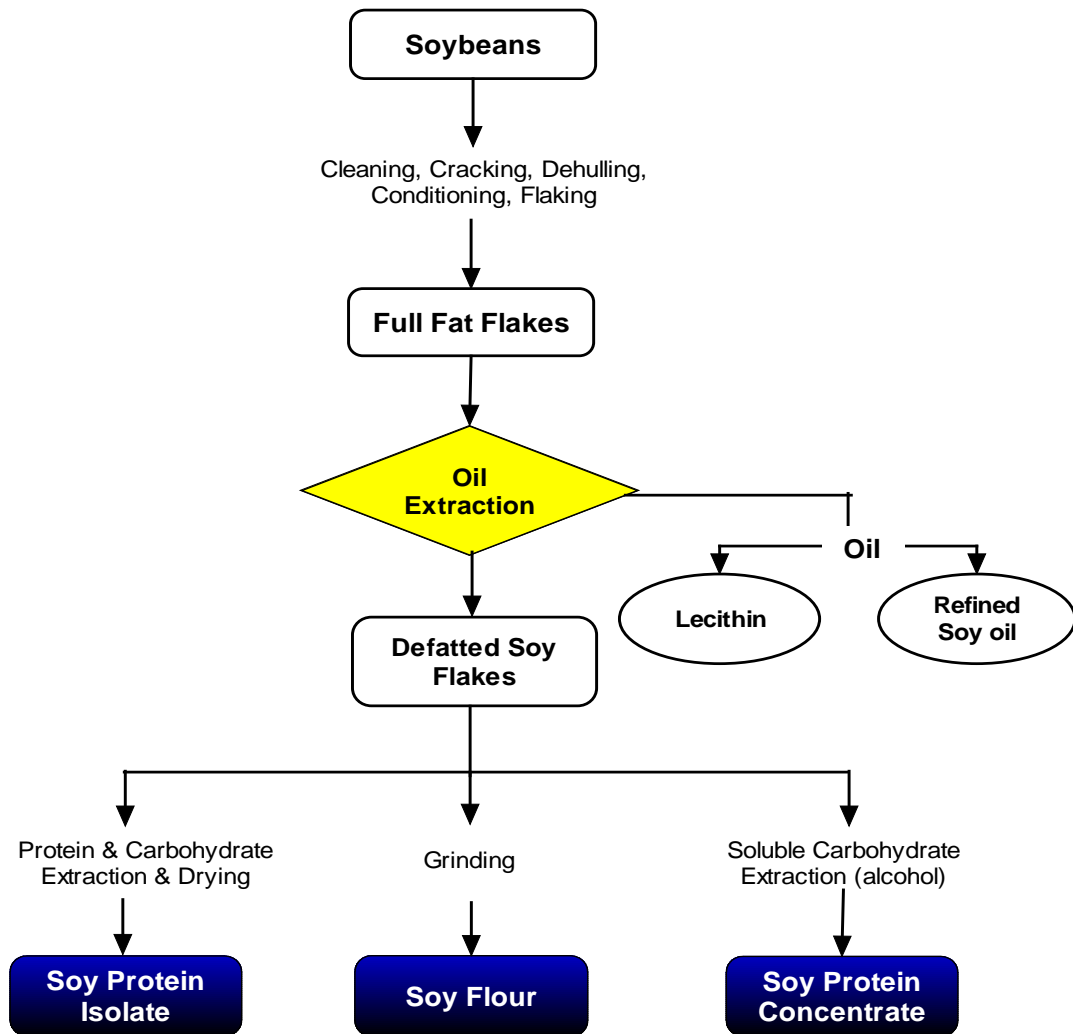 Soybeans
Cleaning, Cracking, Dehulling,
Conditioning, Flaking
Full Fat Flakes
Oil
Extraction
Oil
Lecithin
Refined
Soy oil
Defatted Soy
Flakes
Protein & Carbohydrate
Extraction & Drying
Grinding
Soluble Carbohydrate
Extraction (alcohol)
Soy Protein
Isolate
Soy Flour
Soy Protein
Concentrate